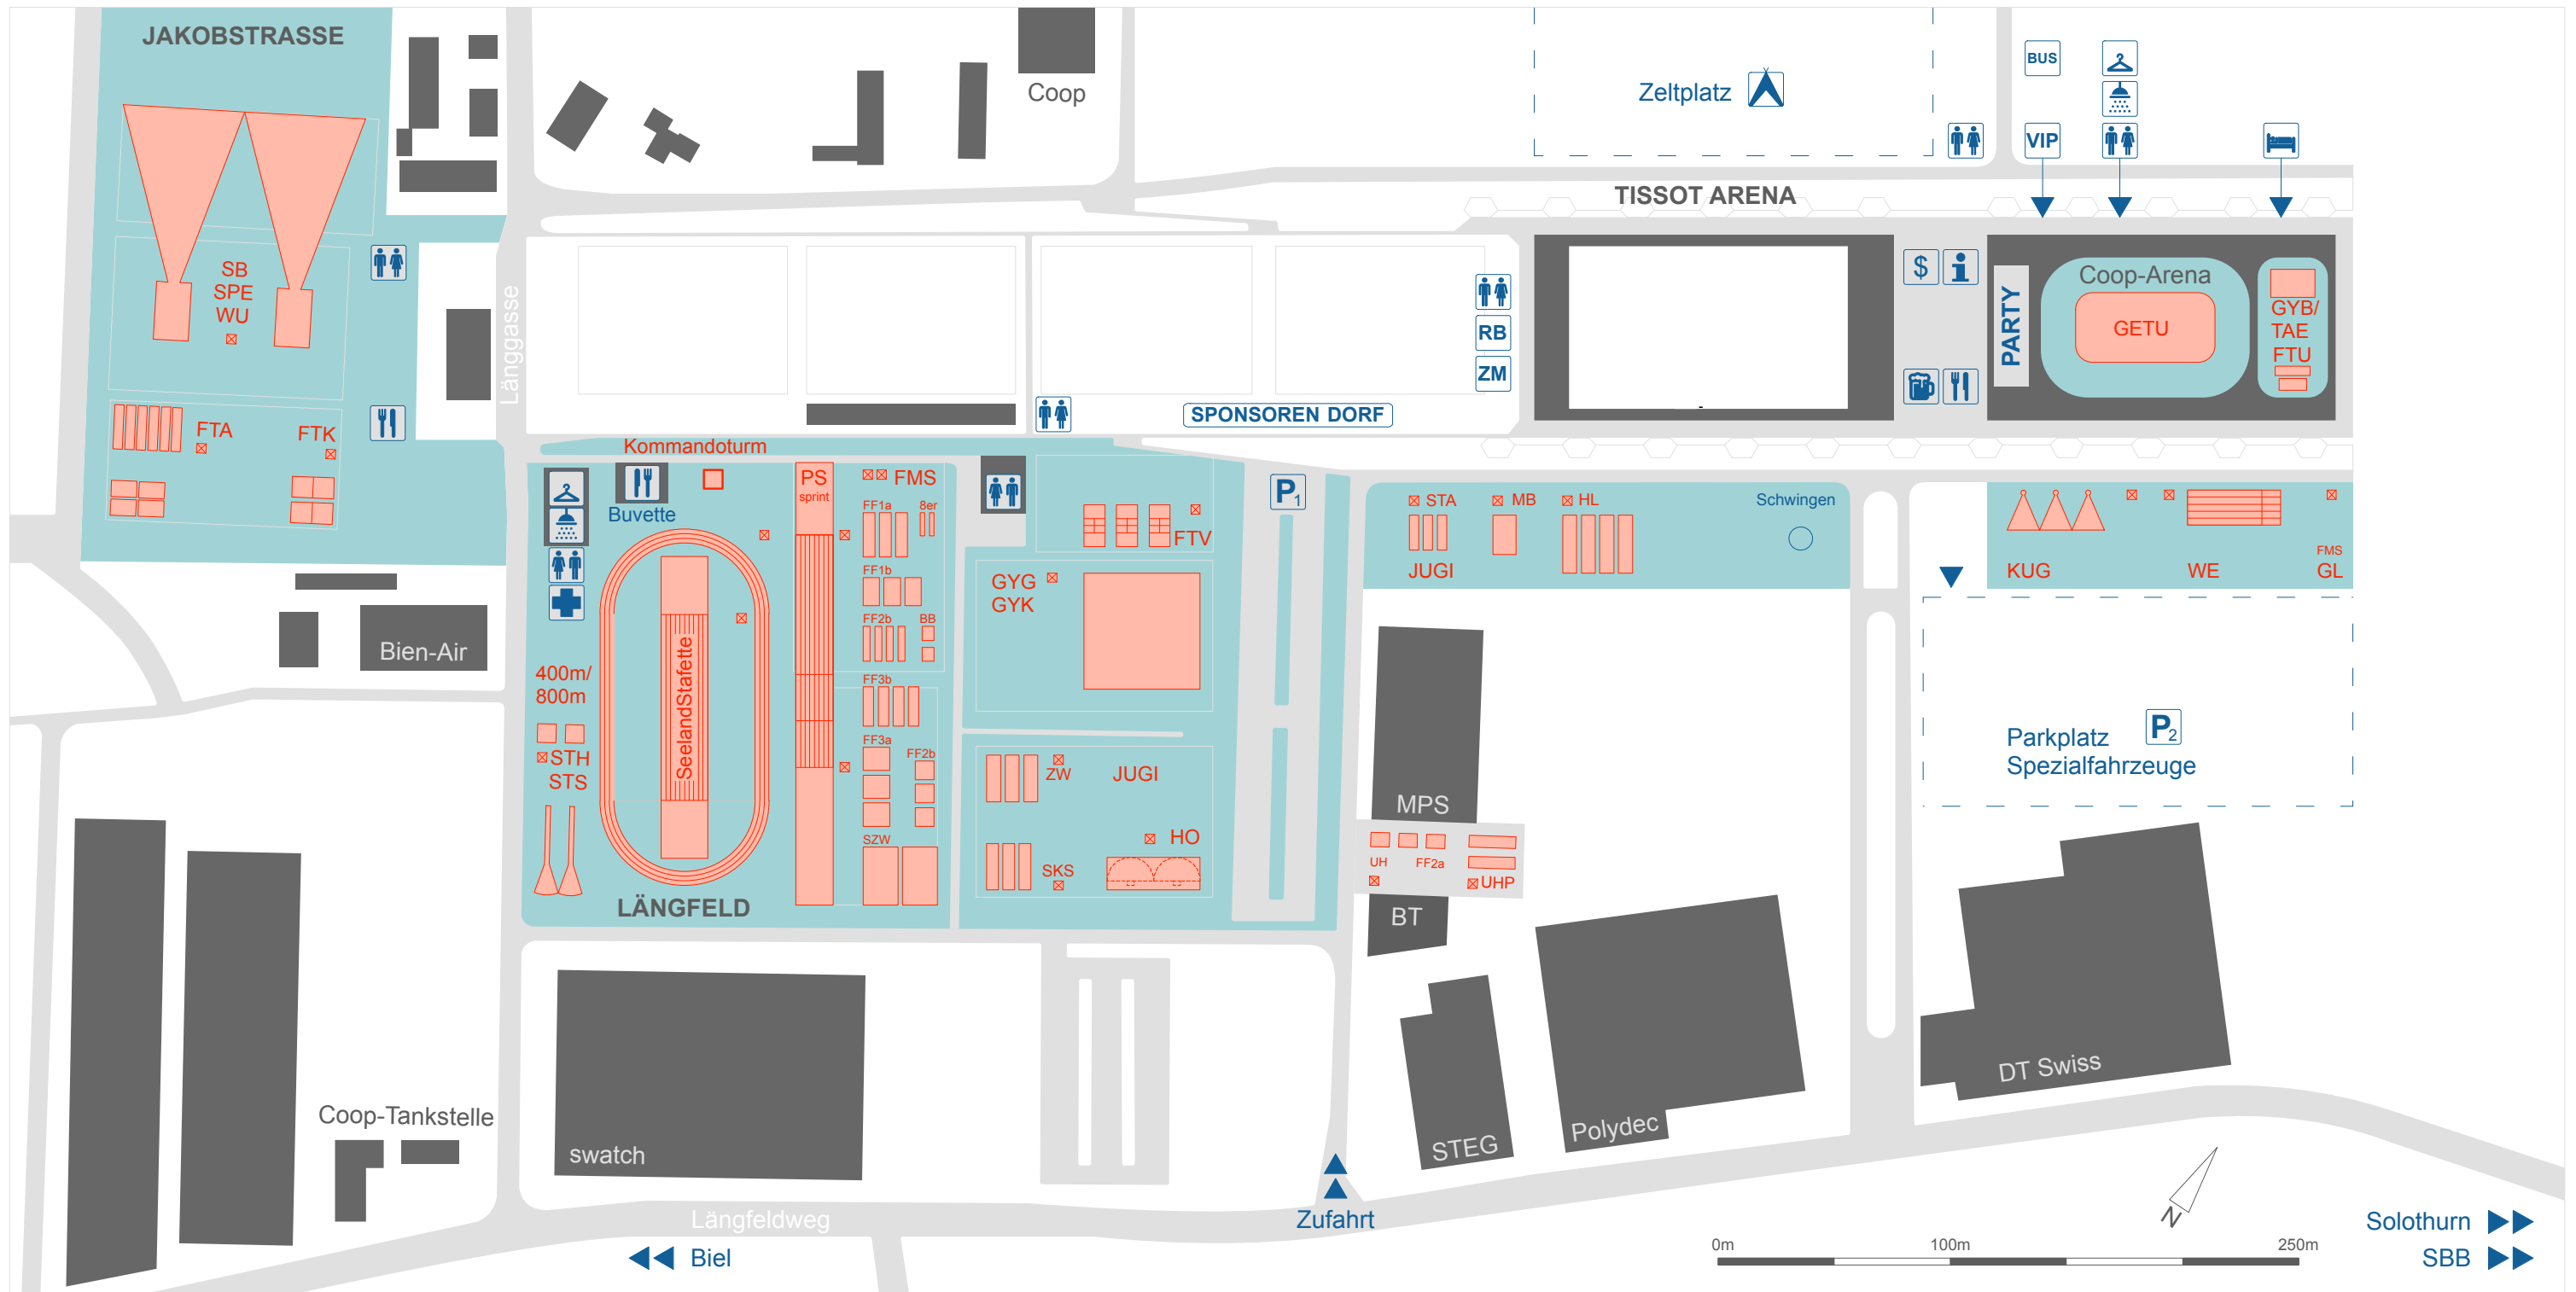 JAKOBSTRASSE
Coop
Zeltplatz
BUS
VIP
TISSOT ARENA
SB
SPE
WU
Länggasse
RB
ZM
$
i
PARTY
Coop-Arena
GETU
GYB/
TAE
FTU
FTA
FTK
SPONSOREN DORF
Kommandoturm
Buvette
PS
sprint
FMS
FF1a
8er
FF1b
FF2b
BB
FF3b
FF3a
FF2b
SZW
400m/
800m
STH
STS
SeelandStafette
LÄNGFELD
FTV
GYG
GYK
ZW
JUGI
HO
SKS
P1
STA
MB
HL
JUGI
Schwingen
KUG
WE
FMS
GL
Parkplatz
Spezialfahrzeuge
P2
Bien-Air
MPS
UH
FF2a
UHP
BT
STEG
Polydec
DT Swiss
Coop-Tankstelle
swatch
Längfeldweg
Biel
Zufahrt
N
0m
100m
250m
Solothurn
SBB